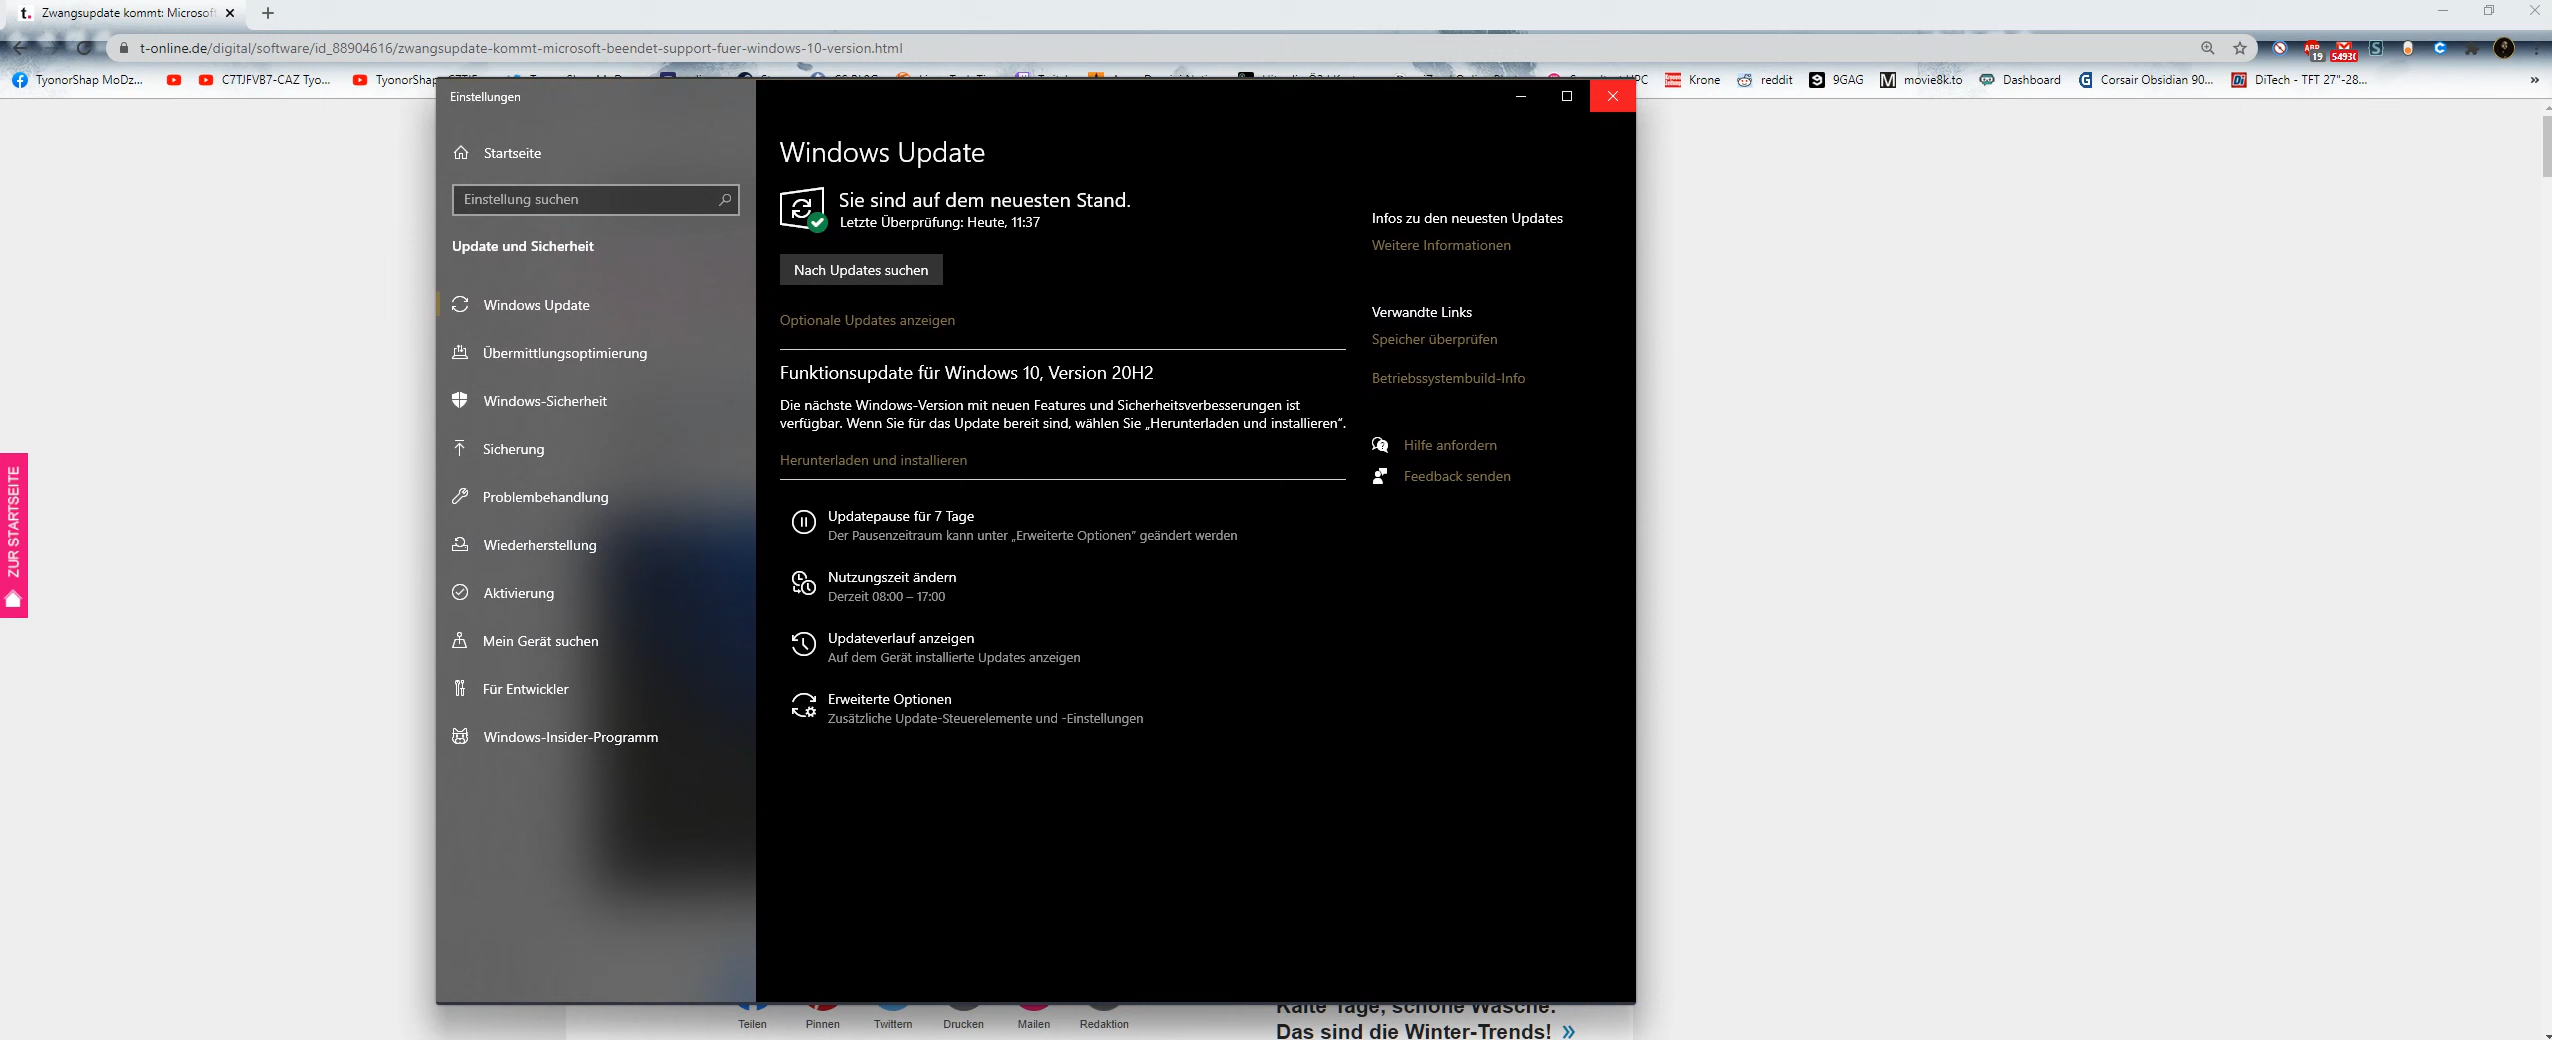 Zwangsupdate kommt: Microsoft
t-online.de/digital/software/id_88904616/zwangsupdate-kommt-microsoft-beendet-support-fuer-windows-10-version.html
ABP 19 54930
TyonorShap MoDz... C7TJFVB7-CAZ Tyo... TyonorShap Krone reddit 9GAG movie8k.to Dashboard Corsair Obsidian 90... DiTech - TFT 27"-28... »
Einstellungen
Startseite
Einstellung suchen
Update und Sicherheit
Windows Update
Übermittlungsoptimierung
Windows-Sicherheit
Sicherung
Problembehandlung
Wiederherstellung
Aktivierung
Mein Gerät suchen
Für Entwickler
Windows-Insider-Programm
Windows Update
Sie sind auf dem neuesten Stand.
Letzte Überprüfung: Heute, 11:37
Nach Updates suchen
Optionale Updates anzeigen
Funktionsupdate für Windows 10, Version 20H2
Die nächste Windows-Version mit neuen Features und Sicherheitsverbesserungen ist
verfügbar. Wenn Sie für das Update bereit sind, wählen Sie „Herunterladen und installieren“.
Herunterladen und installieren
Updatepause für 7 Tage
Der Pausenzeitraum kann unter „Erweiterte Optionen“ geändert werden
Nutzungszeit ändern
Derzeit 08:00 – 17:00
Updateverlauf anzeigen
Auf dem Gerät installierte Updates anzeigen
Erweiterte Optionen
Zusätzliche Update-Steuerelemente und -Einstellungen
Infos zu den neuesten Updates
Weitere Informationen
Verwandte Links
Speicher überprüfen
Betriebssystembuild-Info
Hilfe anfordern
Feedback senden
ZUR STARTSEITE
Teilen Pinnen Twittern Drucken Mailen Redaktion
Kalte Tage, schöne Wäsche.
Das sind die Winter-Trends! »